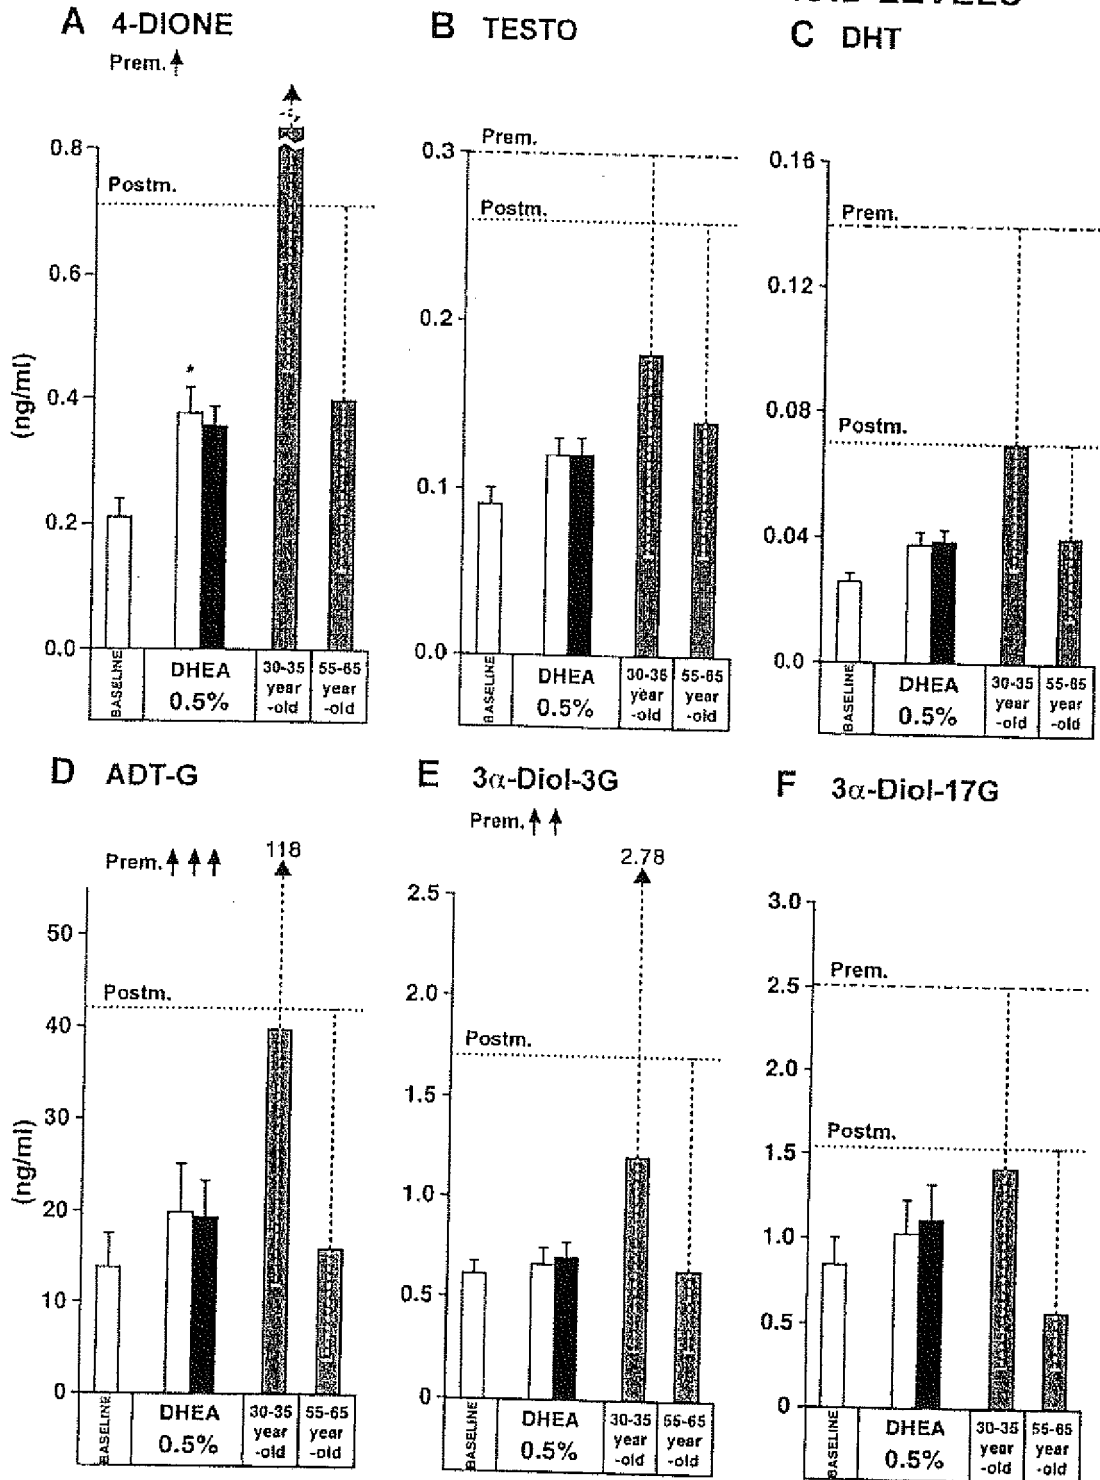 A 4-DIONE
Prem.
0.8
Postm.
0.6
0.4
0.2
0.0
(ng/ml)
*
BASELINE
DHEA
0.5%
30-35
year
-old
55-65
year
-old
B TESTO
0.3
Prem.
Postm.
0.2
0.1
0.0
BASELINE
DHEA
0.5%
30-35
year
-old
55-65
year
-old
LEVELS
C DHT
0.16
Prem.
0.12
0.08
Postm.
0.04
0.0
BASELINE
DHEA
0.5%
30-35
year
-old
55-65
year
-old
D ADT-G
Prem.
118
50
Postm.
40
30
20
10
0
(ng/ml)
BASELINE
DHEA
0.5%
30-35
year
-old
55-65
year
-old
E 3α-Diol-3G
Prem.
2.78
2.5
2.0
Postm.
1.5
1.0
0.5
0
BASELINE
DHEA
0.5%
30-35
year
-old
55-65
year
-old
F 3α-Diol-17G
3.0
Prem.
2.5
2.0
Postm.
1.5
1.0
0.5
0
BASELINE
DHEA
0.5%
30-35
year
-old
55-65
year
-old